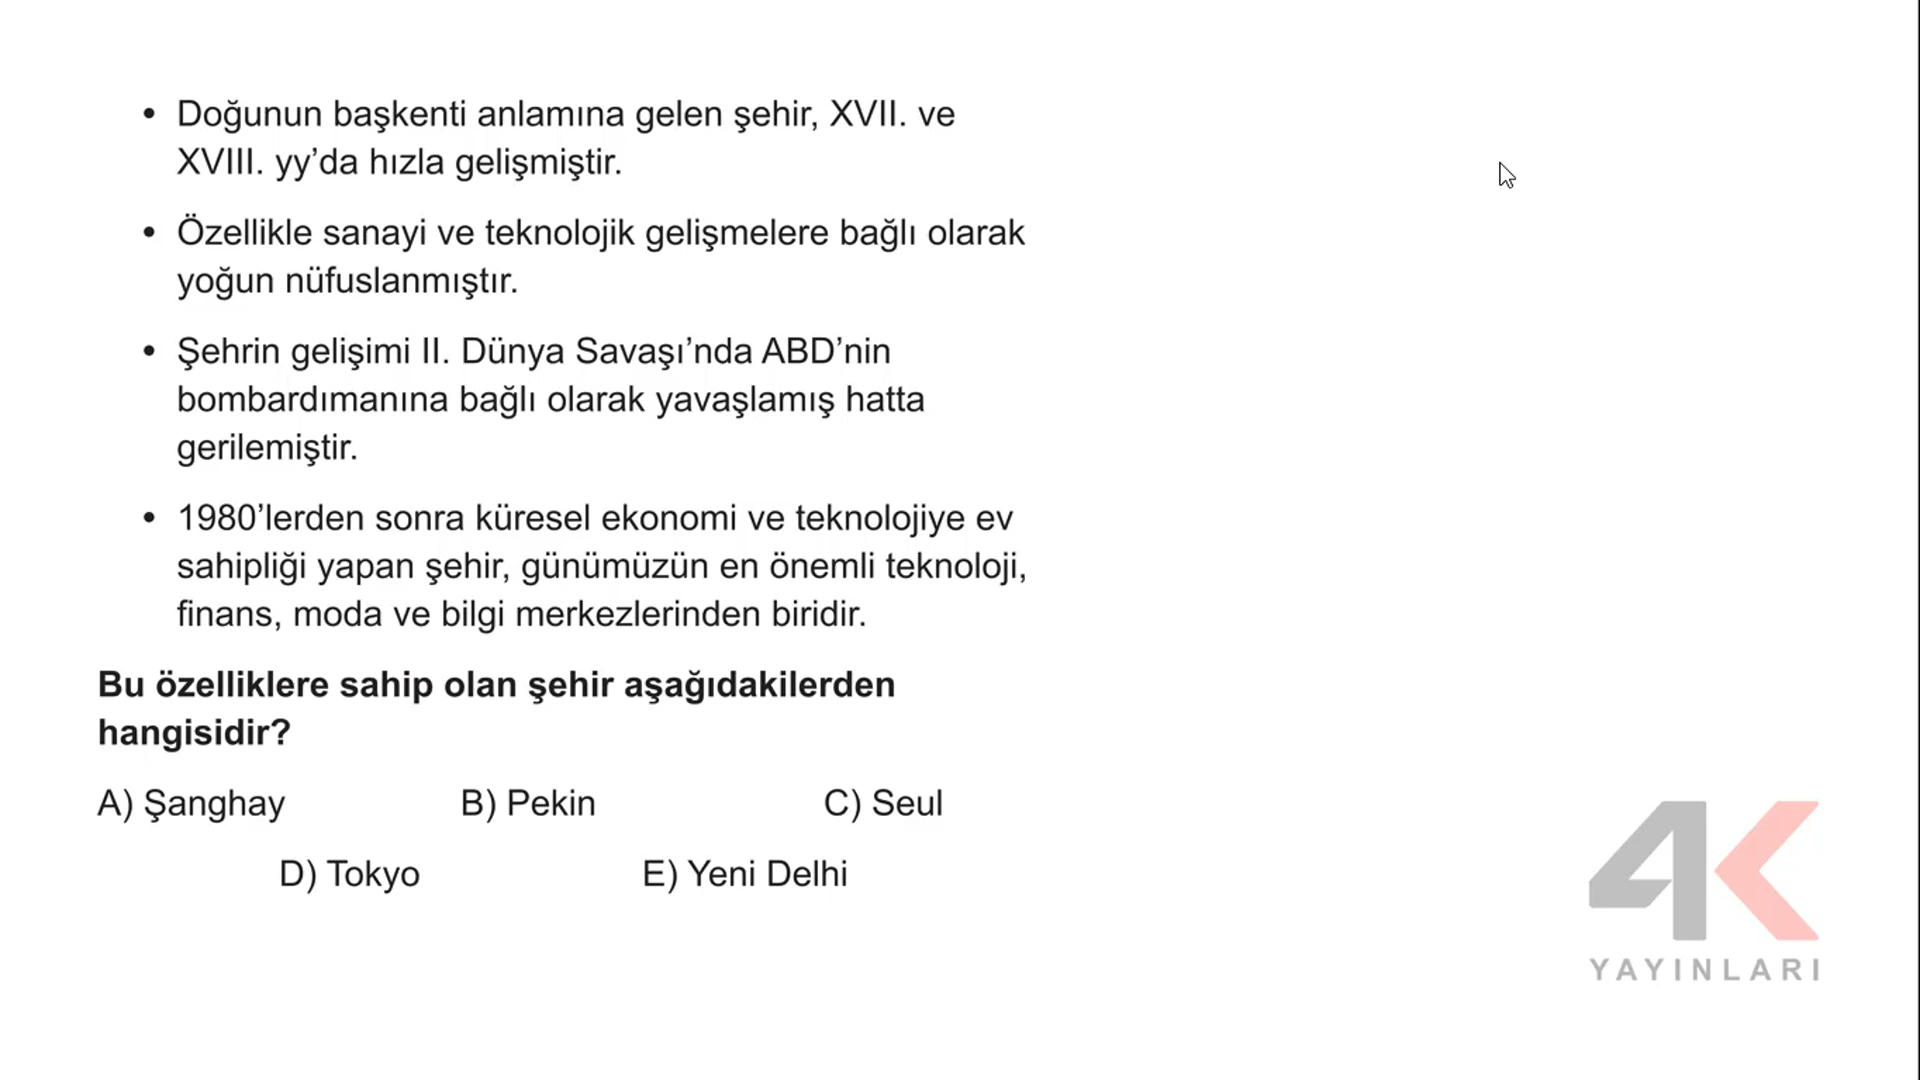 • Doğunun başkenti anlamına gelen şehir, XVII. ve
XVIII. yy’da hızla gelişmiştir.
• Özellikle sanayi ve teknolojik gelişmelere bağlı olarak
yoğun nüfuslanmıştır.
• Şehrin gelişimi II. Dünya Savaşı’nda ABD’nin
bombardımanına bağlı olarak yavaşlamış hatta
gerilemiştir.
• 1980’lerden sonra küresel ekonomi ve teknolojiye ev
sahipliği yapan şehir, günümüzün en önemli teknoloji,
finans, moda ve bilgi merkezlerinden biridir.
Bu özelliklere sahip olan şehir aşağıdakilerden
hangisidir?
A) Şanghay B) Pekin C) Seul
D) Tokyo E) Yeni Delhi
4K
YAYINLARI